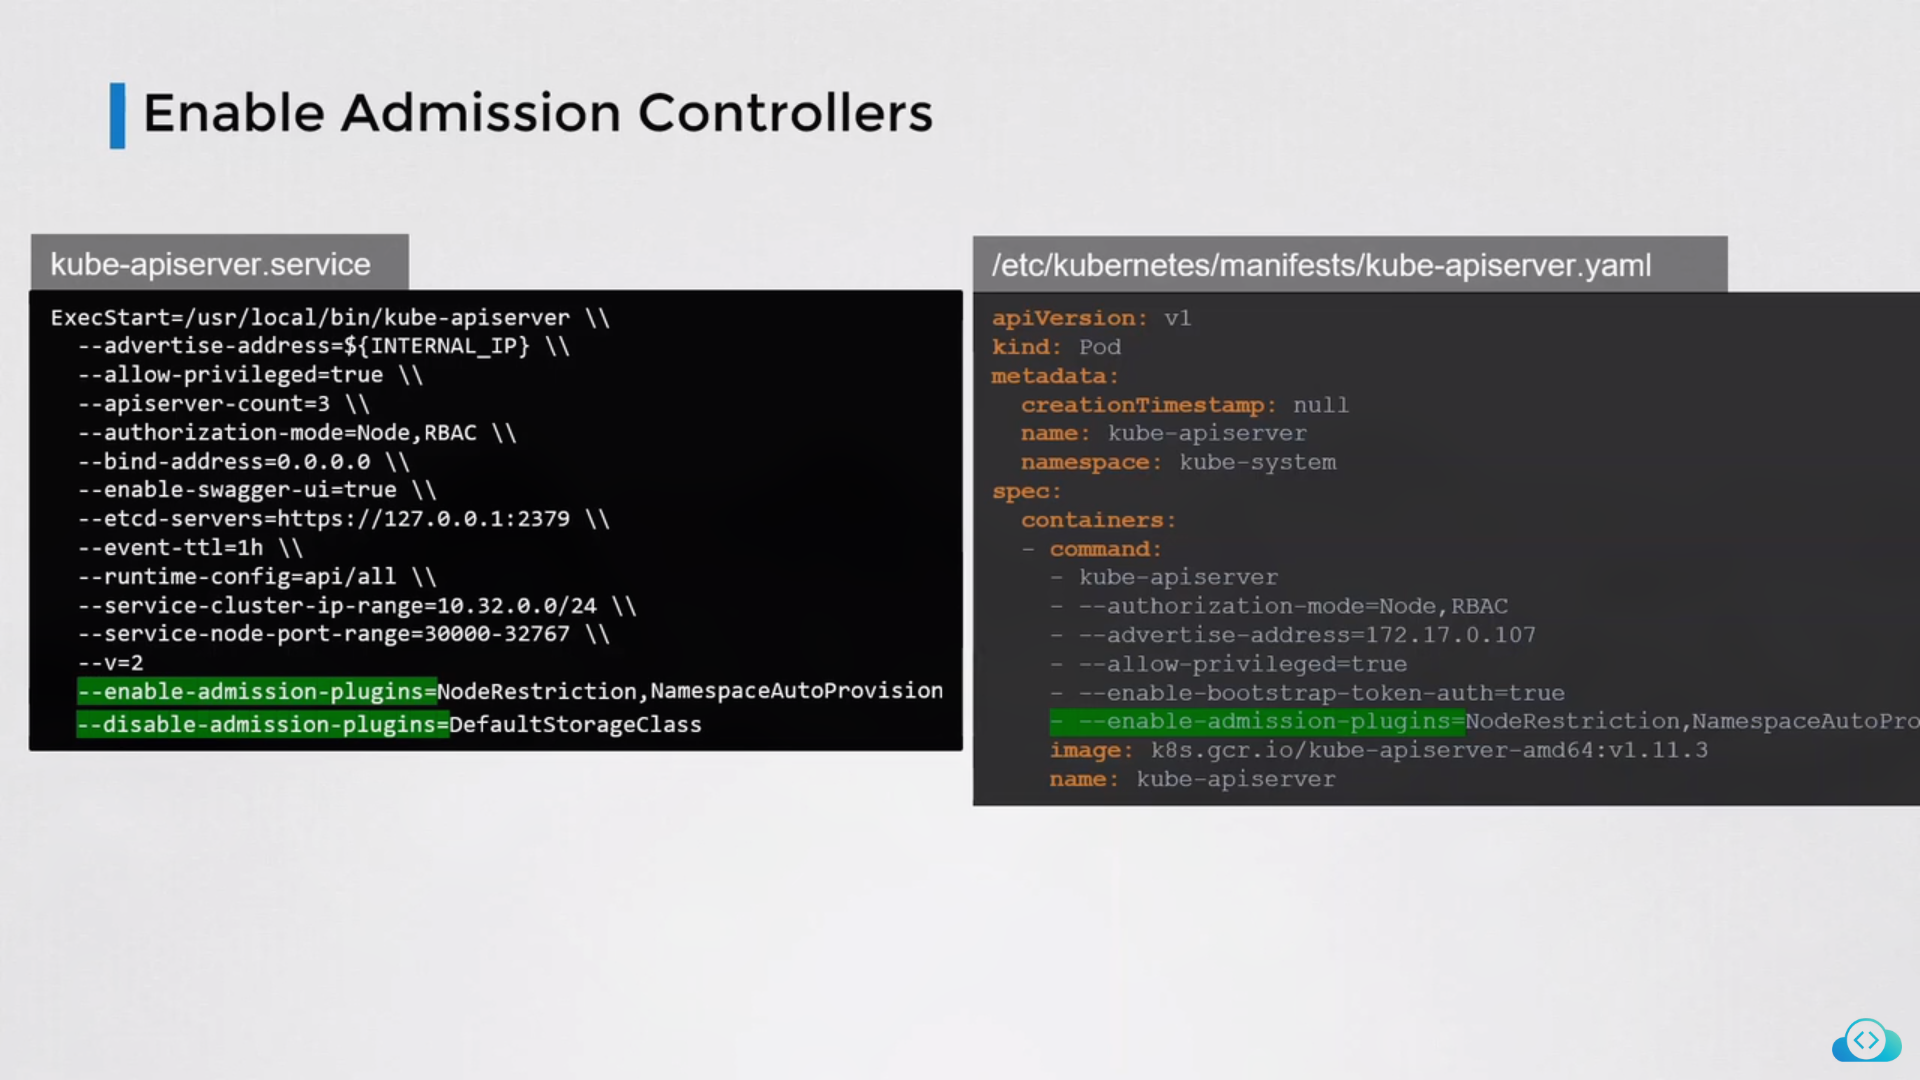 Enable Admission Controllers
kube-apiserver.service
ExecStart=/usr/local/bin/kube-apiserver \\
--advertise-address=${INTERNAL_IP} \\
--allow-privileged=true \\
--apiserver-count=3 \\
--authorization-mode=Node,RBAC \\
--bind-address=0.0.0.0 \\
--enable-swagger-ui=true \\
--etcd-servers=https://127.0.0.1:2379 \\
--event-ttl=1h \\
--runtime-config=api/all \\
--service-cluster-ip-range=10.32.0.0/24 \\
--service-node-port-range=30000-32767 \\
--v=2
--enable-admission-plugins=NodeRestriction,NamespaceAutoProvision
--disable-admission-plugins=DefaultStorageClass
/etc/kubernetes/manifests/kube-apiserver.yaml
apiVersion: v1
kind: Pod
metadata:
creationTimestamp: null
name: kube-apiserver
namespace: kube-system
spec:
containers:
- command:
- kube-apiserver
- --authorization-mode=Node,RBAC
- --advertise-address=172.17.0.107
- --allow-privileged=true
- --enable-bootstrap-token-auth=true
- --enable-admission-plugins=NodeRestriction,NamespaceAutoPro
image: k8s.gcr.io/kube-apiserver-amd64:v1.11.3
name: kube-apiserver